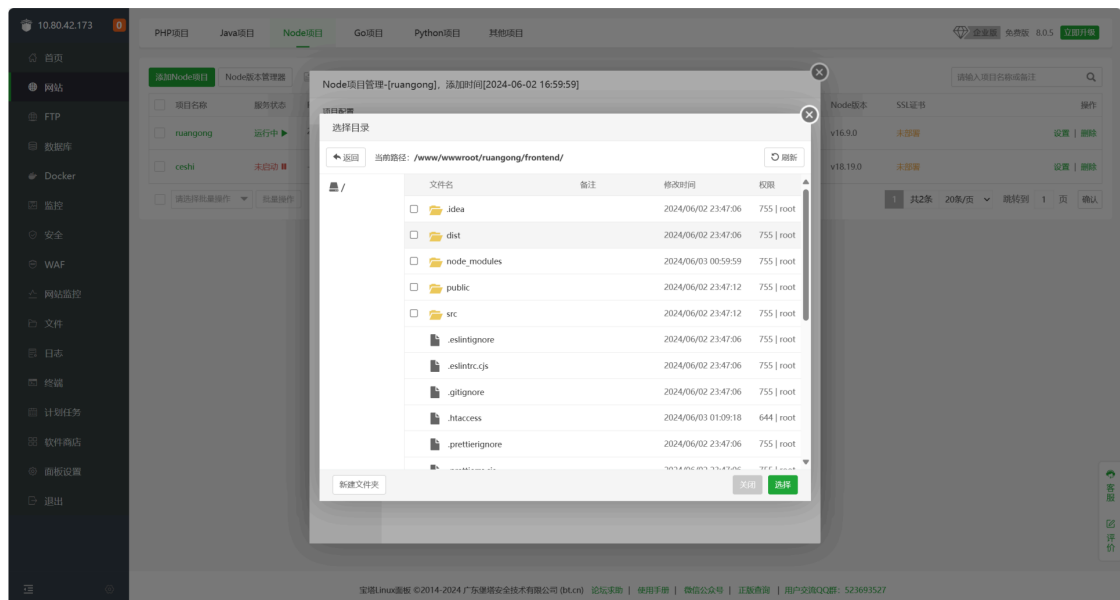 10.80.42.173 0
首页
网站
FTP
数据库
Docker
监控
安全
WAF
网站监控
文件
日志
终端
计划任务
软件商店
面板设置
退出
PHP项目 Java项目 Node项目 Go项目 Python项目 其他项目
企业版 免费版 8.0.5 立即升级
添加Node项目 Node版本管理器
请输入项目名称或备注
项目名称 服务状态 Node版本 SSL证书 操作
ruangong 运行中 v16.9.0 未部署 设置 | 删除
ceshi 未启动 v18.19.0 未部署 设置 | 删除
请选择批量操作 批量操作
1 共2条 20条/页 跳转到 1 页 确认
Node项目管理-[ruangong], 添加时间[2024-06-02 16:59:59]
项目配置
选择目录
返回 当前路径: /www/wwwroot/ruangong/frontend/ 刷新
/
文件名 备注 修改时间 权限
.idea 2024/06/02 23:47:06 755 | root
dist 2024/06/02 23:47:06 755 | root
node_modules 2024/06/03 00:59:59 755 | root
public 2024/06/02 23:47:12 755 | root
src 2024/06/02 23:47:12 755 | root
.eslintignore 2024/06/02 23:47:06 755 | root
.eslintrc.cjs 2024/06/02 23:47:06 755 | root
.gitignore 2024/06/02 23:47:06 755 | root
.htaccess 2024/06/03 01:09:18 644 | root
.prettierignore 2024/06/02 23:47:06 755 | root
新建文件夹 关闭 选择
客服
评价
宝塔Linux面板 ©2014-2024 广东堡塔安全技术有限公司 (bt.cn) 论坛求助 | 使用手册 | 微信公众号 | 正版查询 | 用户交流QQ群: 523693527